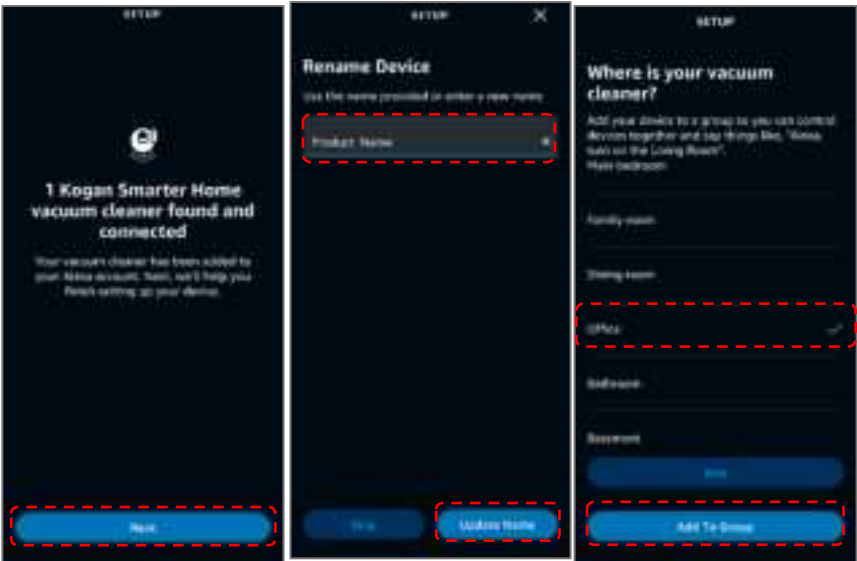 SETUP
1 Kogan Smarter Home
vacuum cleaner found and
connected
Your vacuum cleaner has been added to
your Alexa account. Next, we'll help you
finish setting up your device.
Next
SETUP
Rename Device
Use the name provided or enter a new name
Product Name
Skip
Update Name
SETUP
Where is your vacuum
cleaner?
Add your device to a group so you can control
devices together and say things like, "Alexa,
turn on the Living Room".
Main bedroom
Family room
Dining room
Office
Bedroom
Basement
Skip
Add To Group